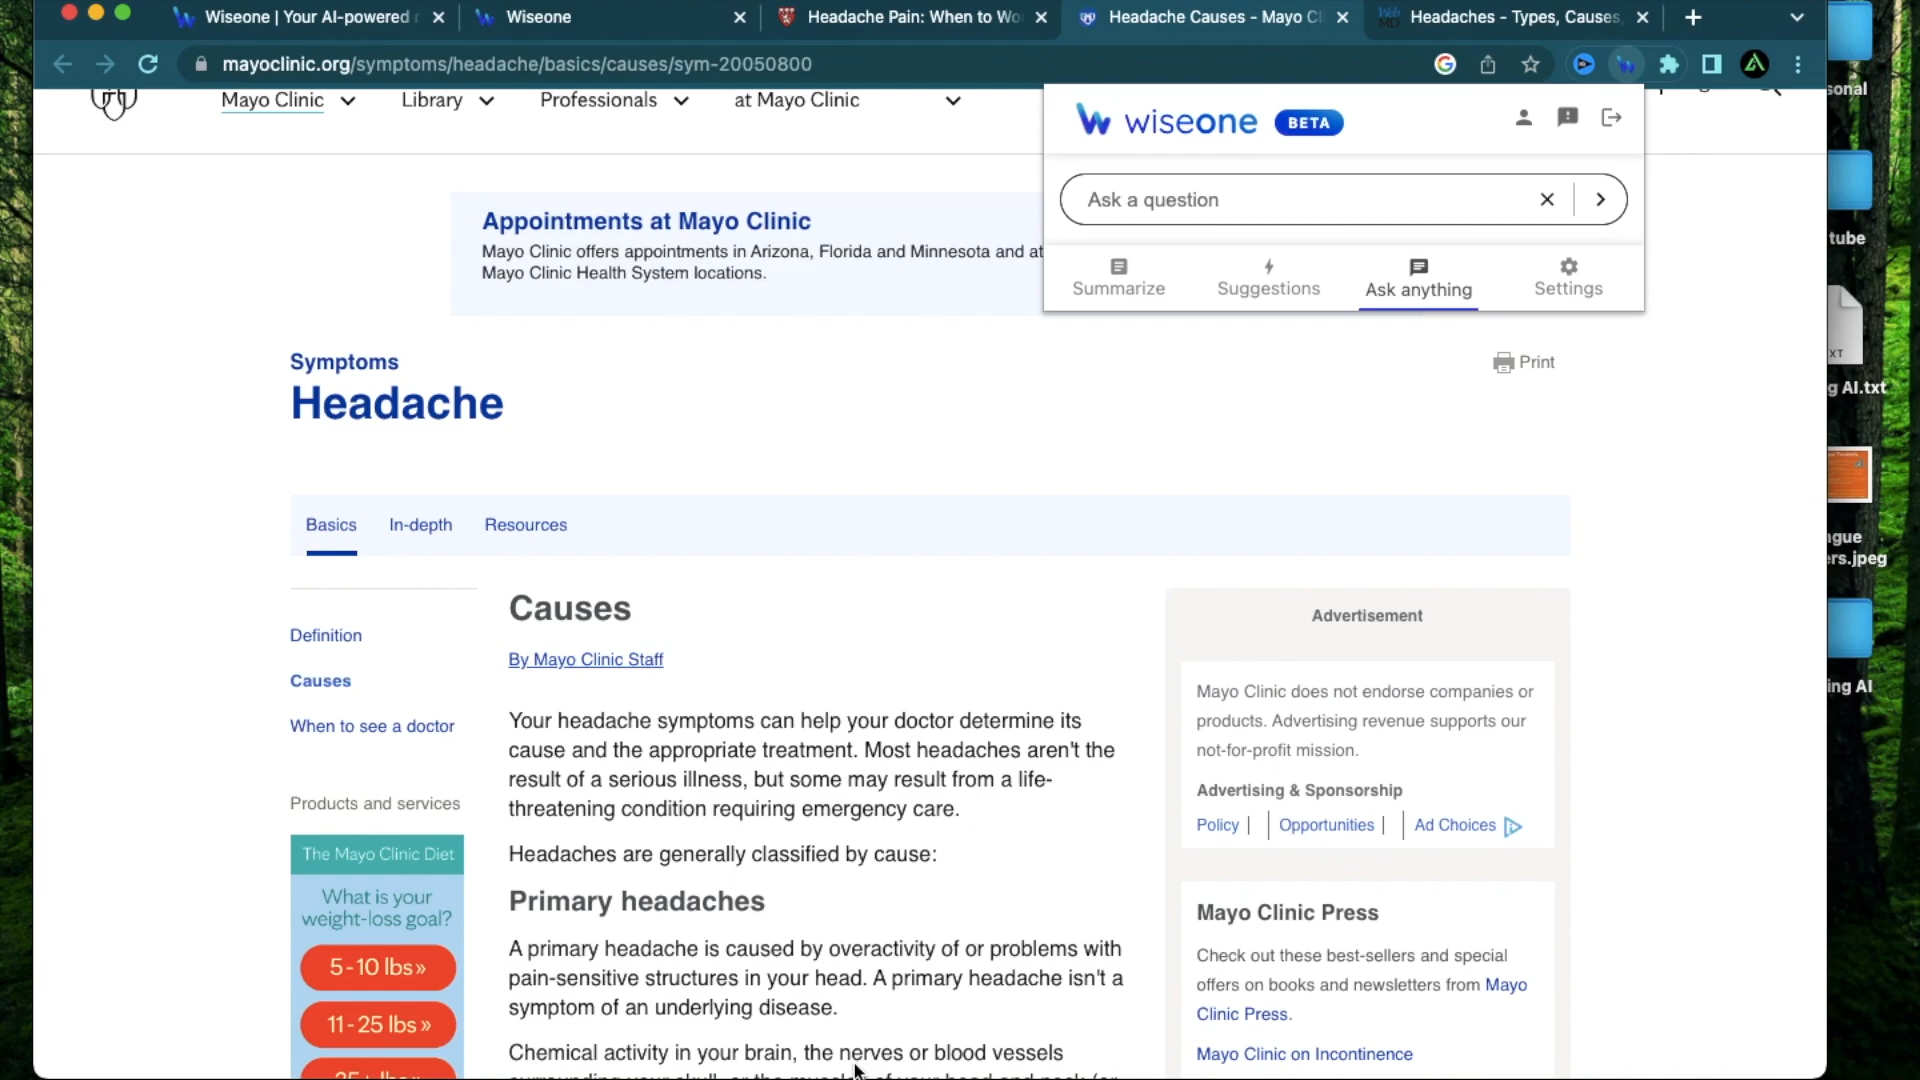 Wiseone | Your AI-powered r
Wiseone
Headache Pain: When to Wo
Headache Causes - Mayo Cl
Headaches - Types, Causes,
mayoclinic.org/symptoms/headache/basics/causes/sym-20050800
Mayo Clinic
Library
Professionals
at Mayo Clinic
wiseone BETA
Ask a question
Summarize
Suggestions
Ask anything
Settings
Appointments at Mayo Clinic
Mayo Clinic offers appointments in Arizona, Florida and Minnesota and at
Mayo Clinic Health System locations.
Symptoms
Headache
Print
Basics
In-depth
Resources
Definition
Causes
When to see a doctor
Products and services
The Mayo Clinic Diet
What is your
weight-loss goal?
5-10 lbs»
11-25 lbs»
Causes
By Mayo Clinic Staff
Your headache symptoms can help your doctor determine its
cause and the appropriate treatment. Most headaches aren't the
result of a serious illness, but some may result from a life-
threatening condition requiring emergency care.
Headaches are generally classified by cause:
Primary headaches
A primary headache is caused by overactivity of or problems with
pain-sensitive structures in your head. A primary headache isn't a
symptom of an underlying disease.
Chemical activity in your brain, the nerves or blood vessels
Advertisement
Mayo Clinic does not endorse companies or
products. Advertising revenue supports our
not-for-profit mission.
Advertising & Sponsorship
Policy |
Opportunities |
Ad Choices
Mayo Clinic Press
Check out these best-sellers and special
offers on books and newsletters from Mayo
Clinic Press.
Mayo Clinic on Incontinence
sonal
tube
XT
g AI.txt
ngue
ers.jpeg
ing AI